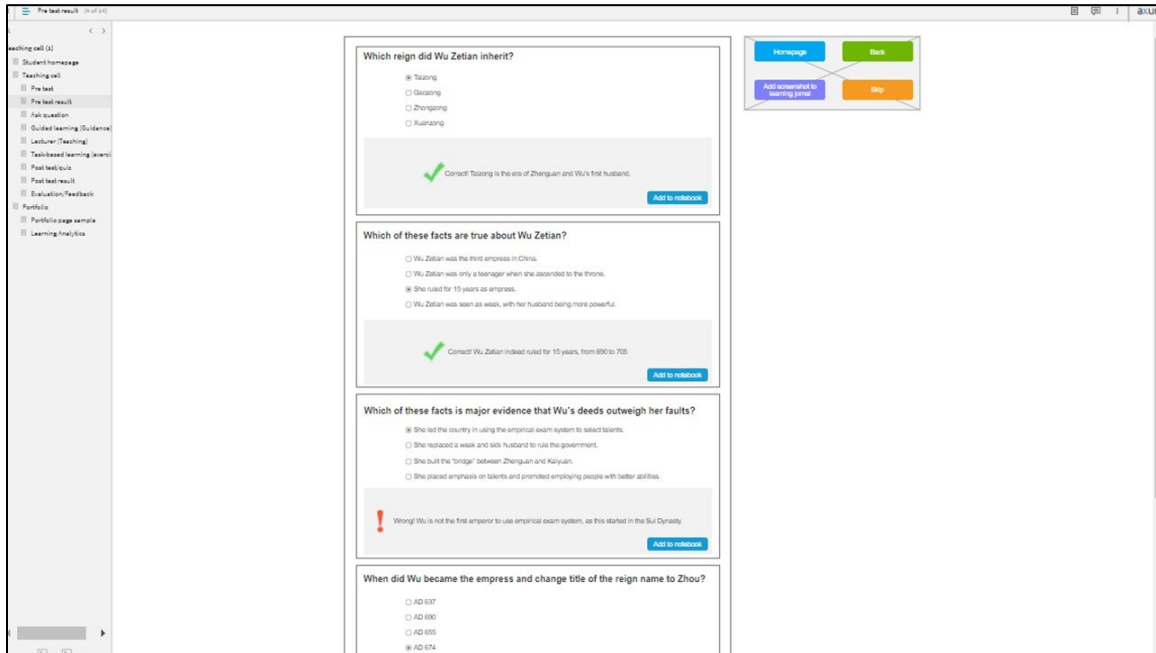 Pre test result (4 of 14)
axu
Teaching cell (1)
Student homepage
Teaching cell
Pre test
Pre test result
Ask question
Guided learning (Guidance)
Lecturer (Teaching)
Task-based learning (exerci
Post test/quiz
Post test result
Evaluation/Feedback
Portfolio
Portfolio page sample
Learning Analytics
Which reign did Wu Zetian inherit?
Taizong
Gaozong
Zhongzong
Xuanzong
Correct! Taizong is the era of Zhenguan and Wu's first husband.
Add to notebook
Which of these facts are true about Wu Zetian?
Wu Zetian was the third empress in China.
Wu Zetian was only a teenager when she ascended to the throne.
She ruled for 15 years as empress.
Wu Zetian was seen as weak, with her husband being more powerful.
Correct! Wu Zetian indeed ruled for 15 years, from 690 to 705
Add to notebook
Which of these facts is major evidence that Wu's deeds outweigh her faults?
She led the country in using the empirical exam system to select talents.
She replaced a weak and sick husband to rule the government.
She built the "bridge" between Zhenguan and Kaiyuan.
She placed emphasis on talents and promoted employing people with better abilities.
Wrong! Wu is not the first emperor to use empirical exam system, as this started in the Sui Dynasty.
Add to notebook
When did Wu became the empress and change title of the reign name to Zhou?
AD 637
AD 690
AD 655
AD 674
Homepage
Back
Add screenshot to
learning jornal
Skip